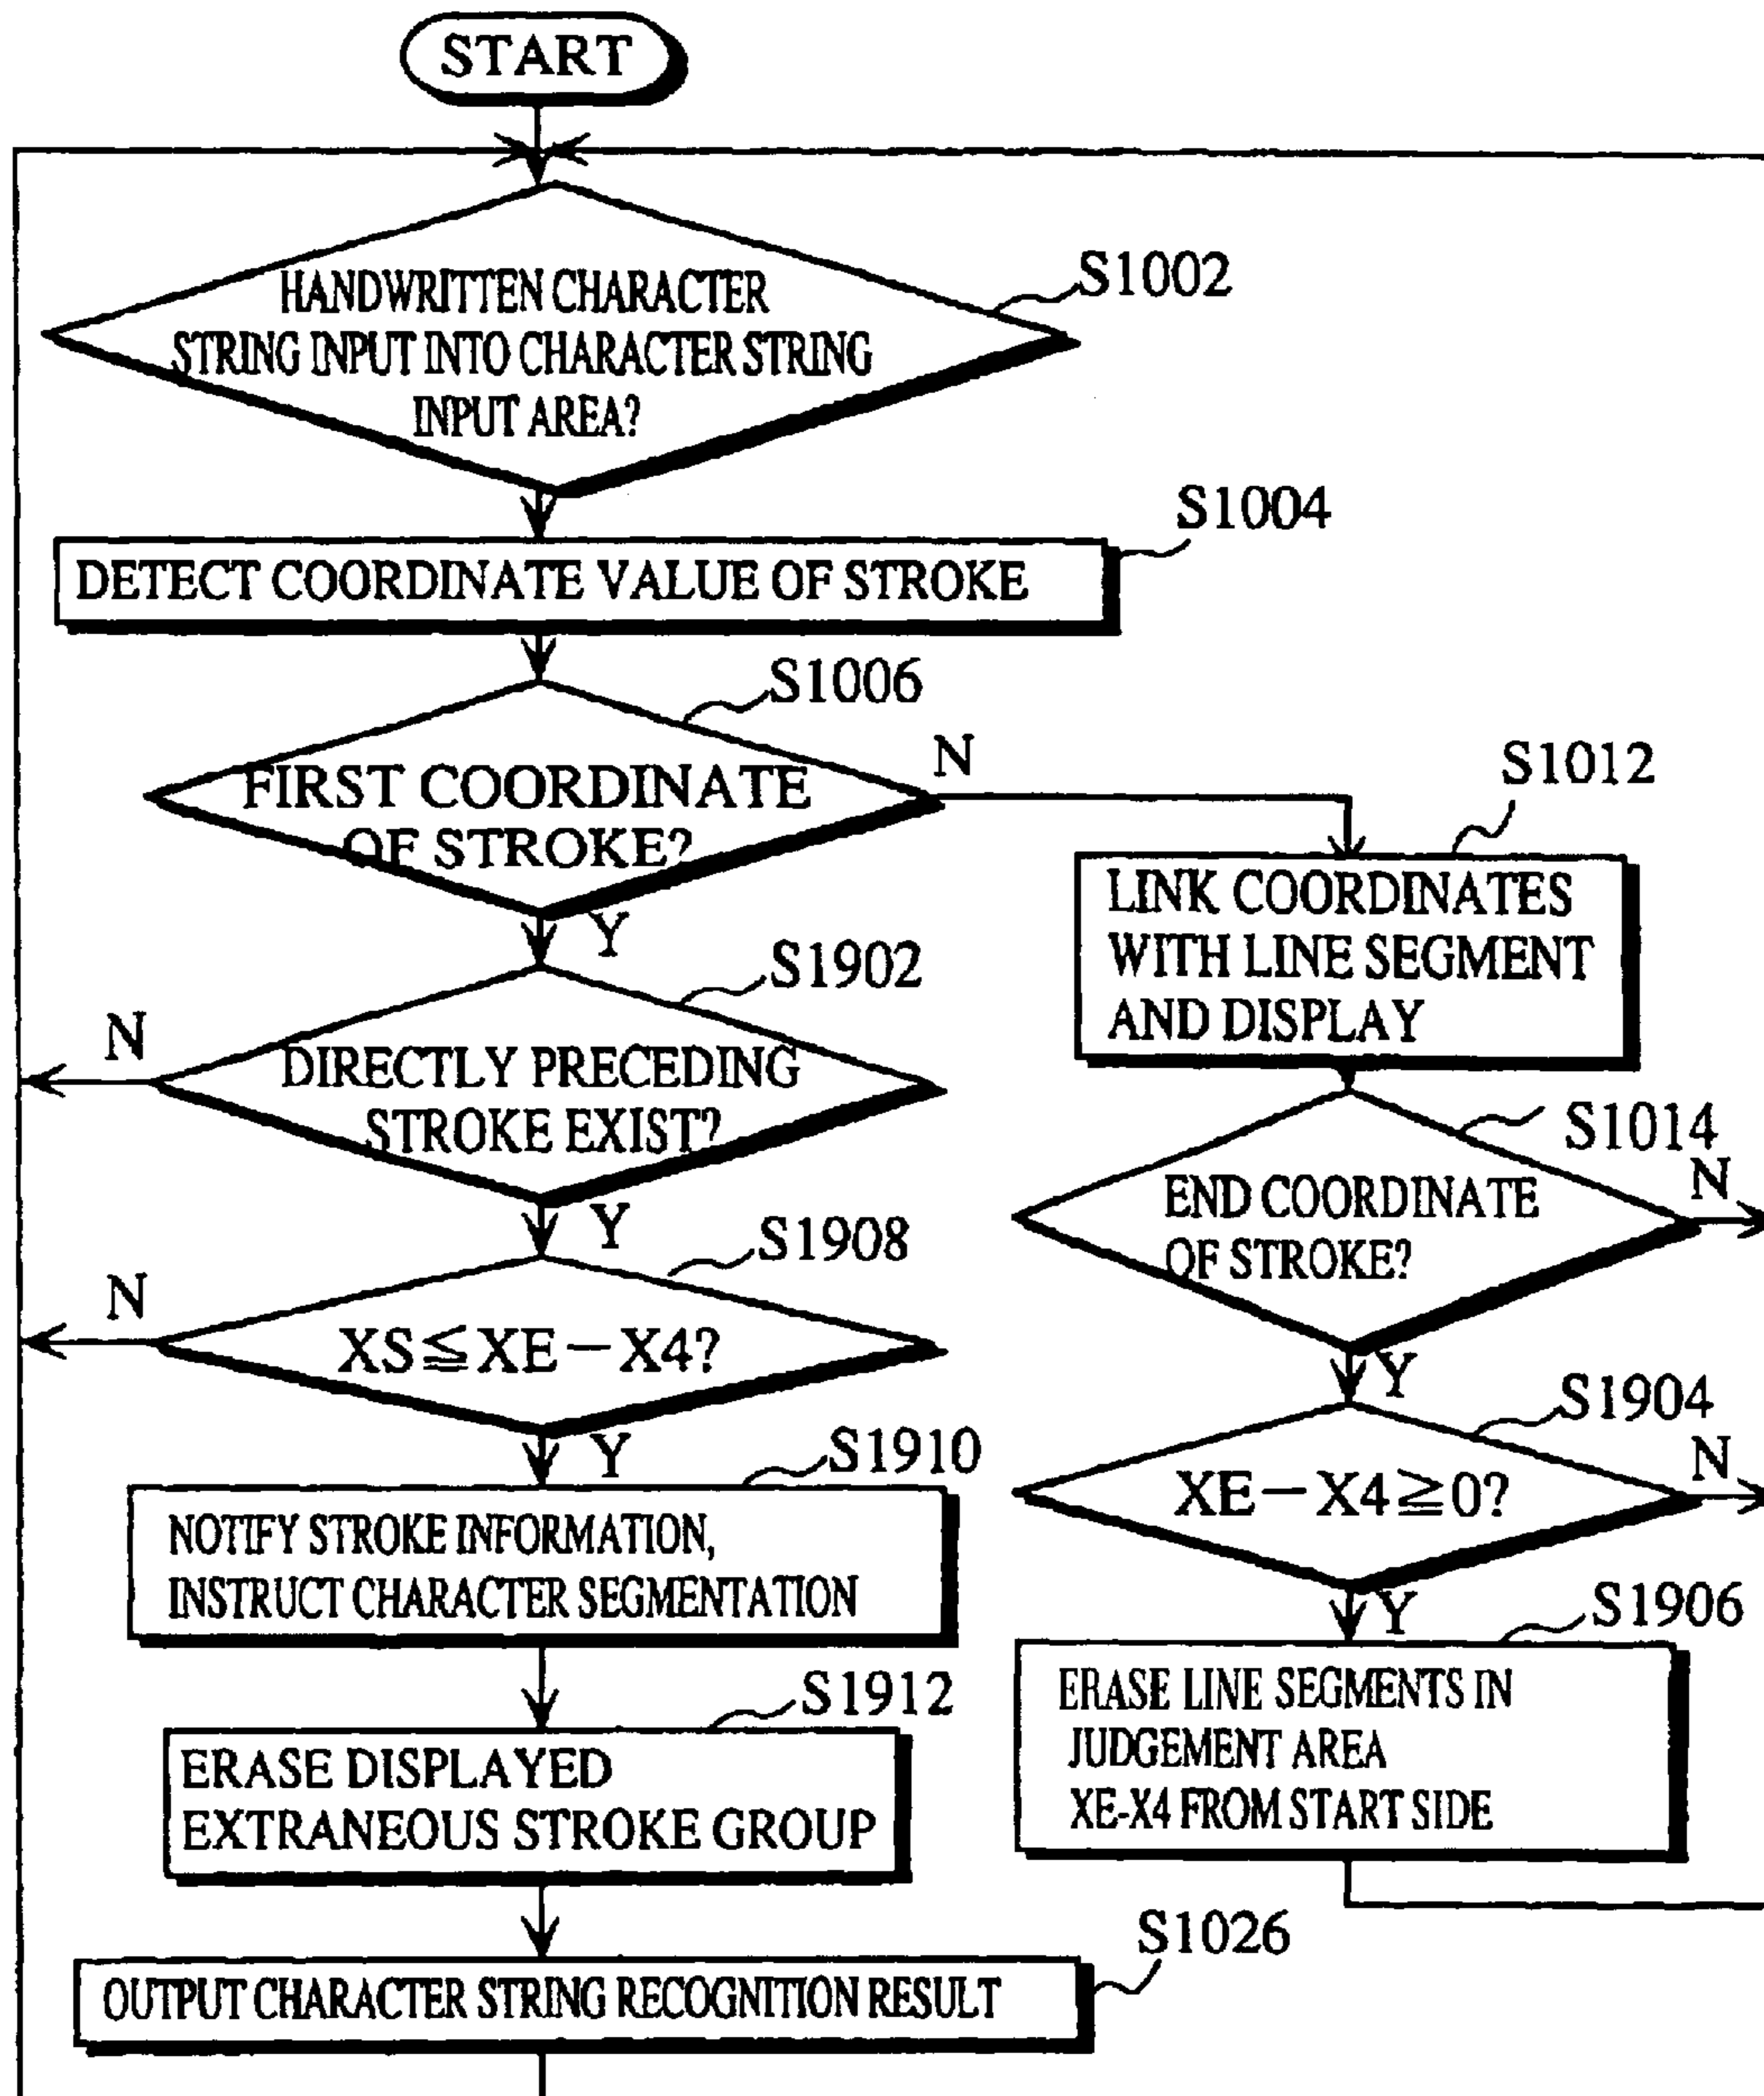 START
HANDWRITTEN CHARACTER
STRING INPUT INTO CHARACTER STRING
INPUT AREA?
S1002
DETECT COORDINATE VALUE OF STROKE
S1004
FIRST COORDINATE
OF STROKE?
S1006
N
Y
DIRECTLY PRECEDING
STROKE EXIST?
S1902
N
Y
XS≦XE－X4?
S1908
N
Y
NOTIFY STROKE INFORMATION,
INSTRUCT CHARACTER SEGMENTATION
S1910
ERASE DISPLAYED
EXTRANEOUS STROKE GROUP
S1912
OUTPUT CHARACTER STRING RECOGNITION RESULT
S1026
LINK COORDINATES
WITH LINE SEGMENT
AND DISPLAY
S1012
END COORDINATE
OF STROKE?
S1014
N
Y
XE－X4≧0?
S1904
N
Y
ERASE LINE SEGMENTS IN
JUDGEMENT AREA
XE-X4 FROM START SIDE
S1906